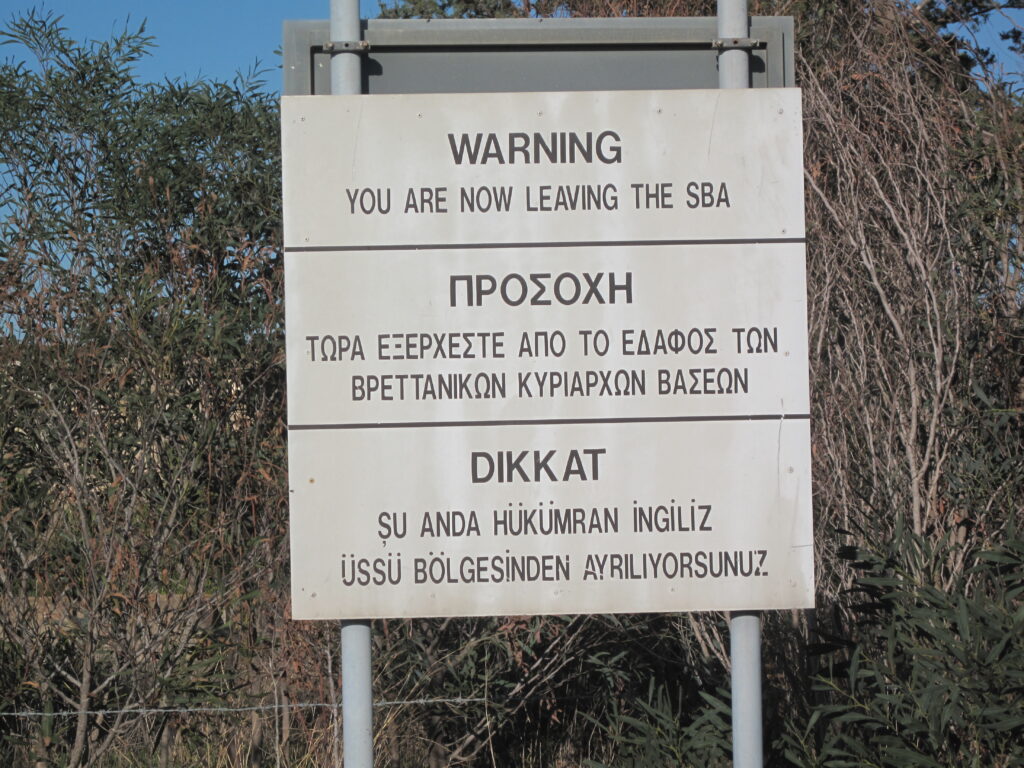 WARNING
YOU ARE NOW LEAVING THE SBA
ΠΡΟΣΟΧΗ
ΤΩΡΑ ΕΞΕΡΧΕΣΤΕ ΑΠΟ ΤΟ ΕΔΑΦΟΣ ΤΩΝ
ΒΡΕΤΤΑΝΙΚΩΝ ΚΥΡΙΑΡΧΩΝ ΒΑΣΕΩΝ
DIKKAT
ŞU ANDA HÜKÜMRAN İNGİLİZ
ÜSSÜ BÖLGESİNDEN AYRILIYORSUNUZ